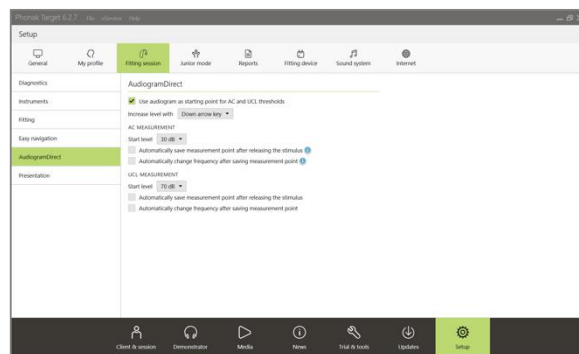 Phonak Target 6.2.7 File eService Help
Setup
General
My profile
Fitting session
Junior mode
Reports
Fitting device
Sound system
Internet
Diagnostics
Instruments
Fitting
Easy navigation
AudiogramDirect
Presentation
AudiogramDirect
Use audiogram as starting point for AC and UCL thresholds
Increase level with Down arrow key
AC MEASUREMENT
Start level 30 dB
Automatically save measurement point after releasing the stimulus
Automatically change frequency after saving measurement point
UCL MEASUREMENT
Start level 70 dB
Automatically save measurement point after releasing the stimulus
Automatically change frequency after saving measurement point
Client & session
Demonstrator
Media
News
Trial & tools
Updates
Setup